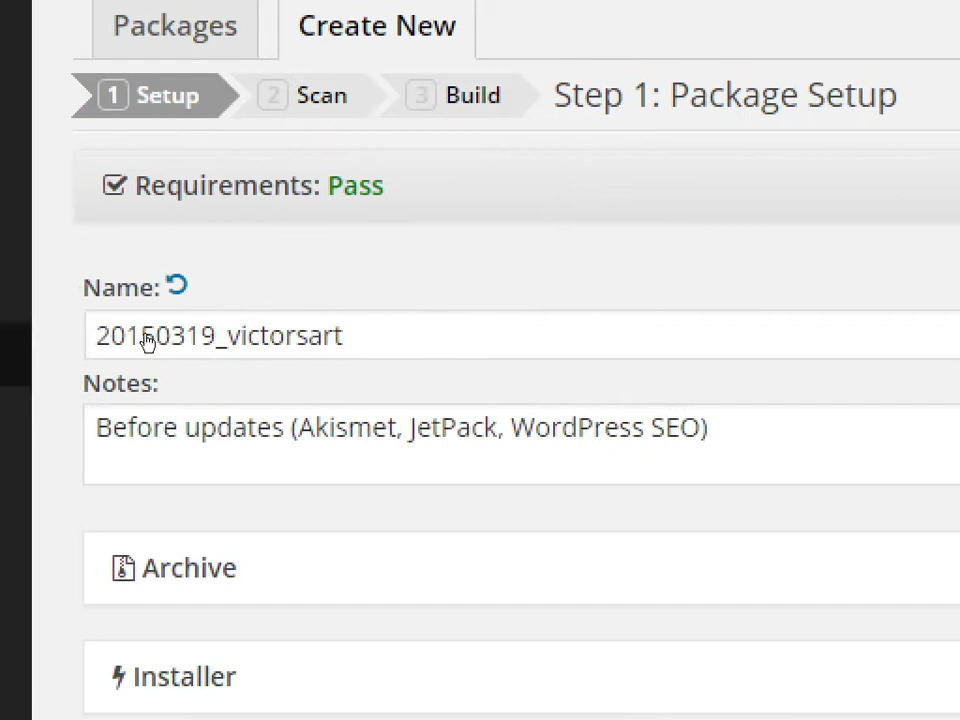 Packages Create New
1 Setup 2 Scan 3 Build Step 1: Package Setup
Requirements: Pass
Name:
20150319_victorsart
Notes:
Before updates (Akismet, JetPack, WordPress SEO)
Archive
Installer